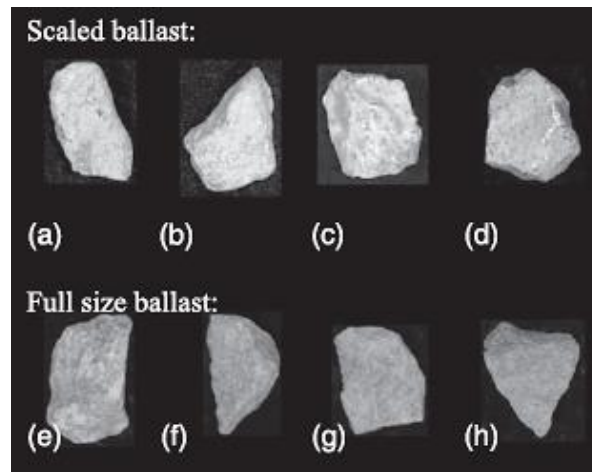 Scaled ballast:
(a) (b) (c) (d)
Full size ballast:
(e) (f) (g) (h)